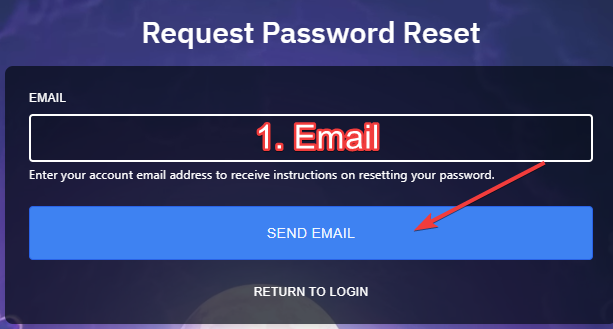 Request Password Reset
EMAIL
1. Email
Enter your account email address to receive instructions on resetting your password.
SEND EMAIL
RETURN TO LOGIN